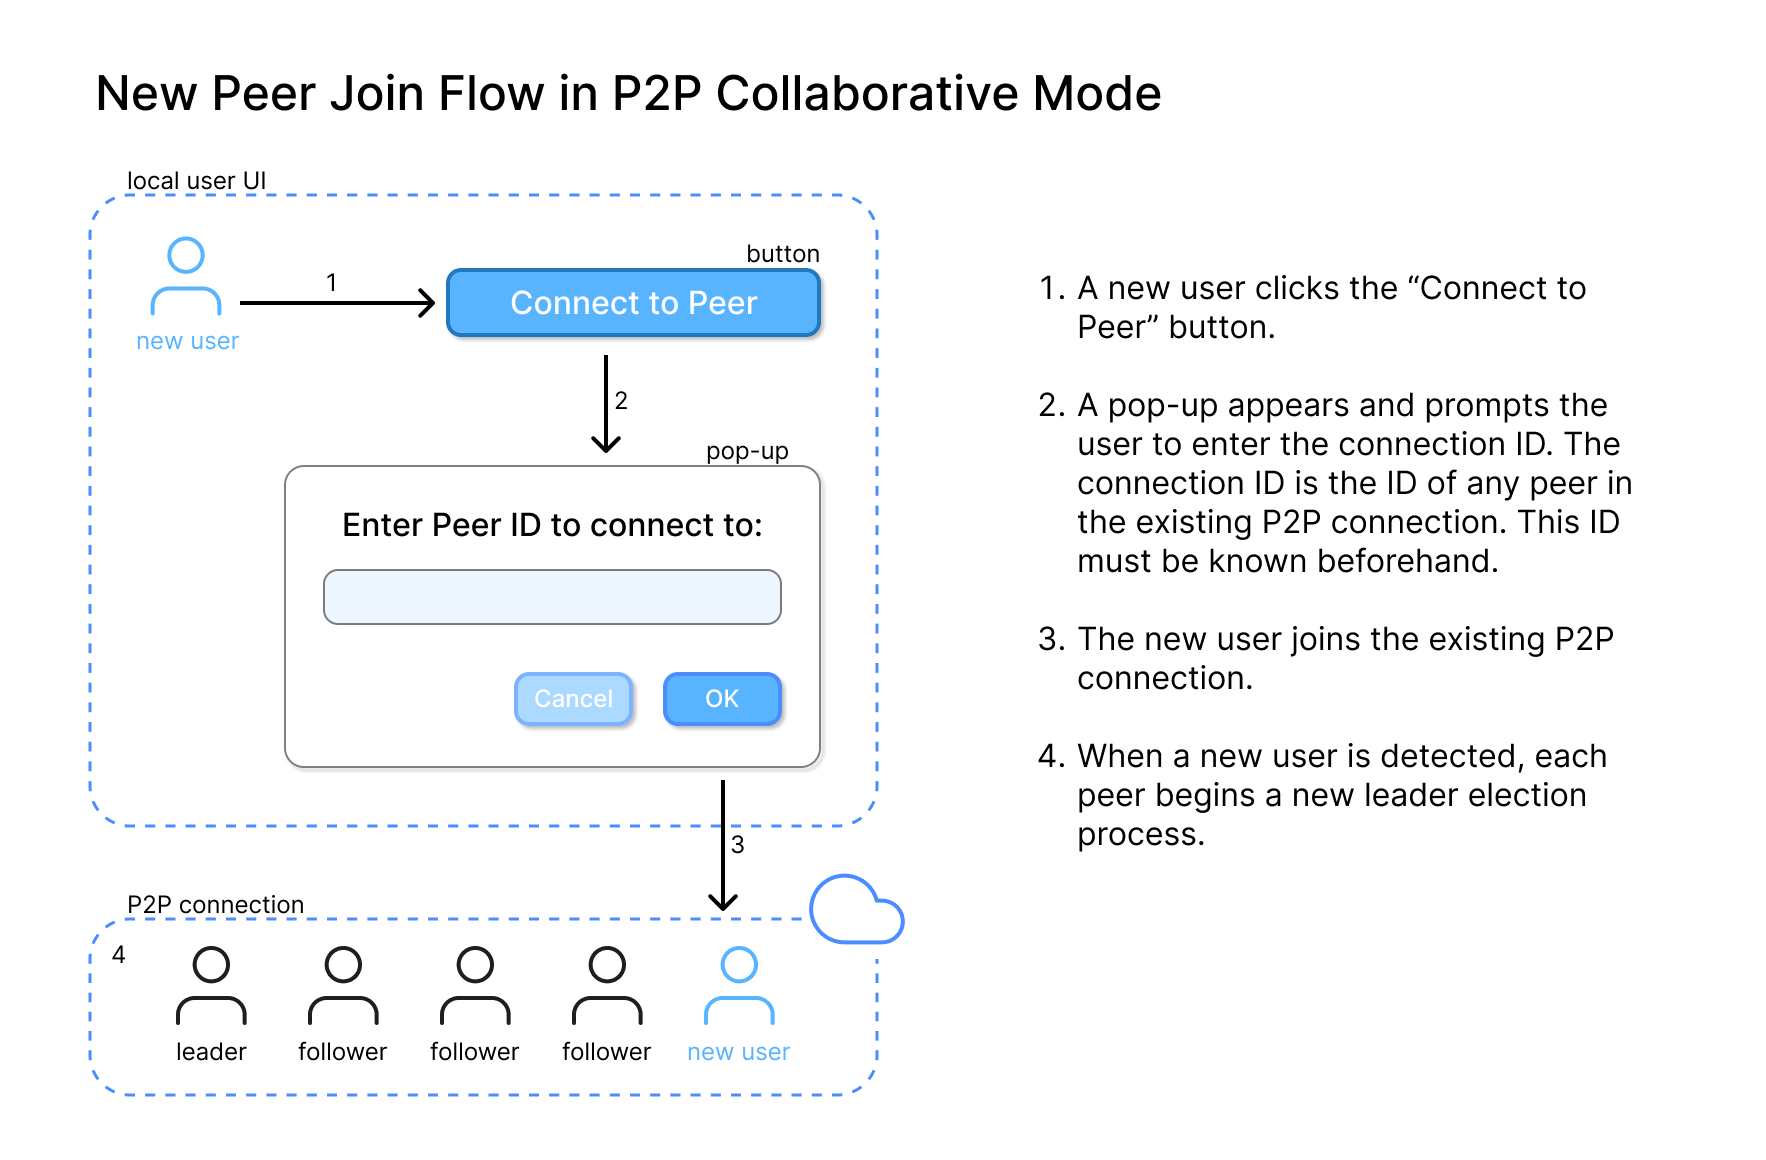 New Peer Join Flow in P2P Collaborative Mode
local user UI
new user
1
button
Connect to Peer
2
pop-up
Enter Peer ID to connect to:
Cancel
OK
3
P2P connection
4
leader
follower
follower
follower
new user
1. A new user clicks the “Connect to
Peer” button.
2. A pop-up appears and prompts the
user to enter the connection ID. The
connection ID is the ID of any peer in
the existing P2P connection. This ID
must be known beforehand.
3. The new user joins the existing P2P
connection.
4. When a new user is detected, each
peer begins a new leader election
process.